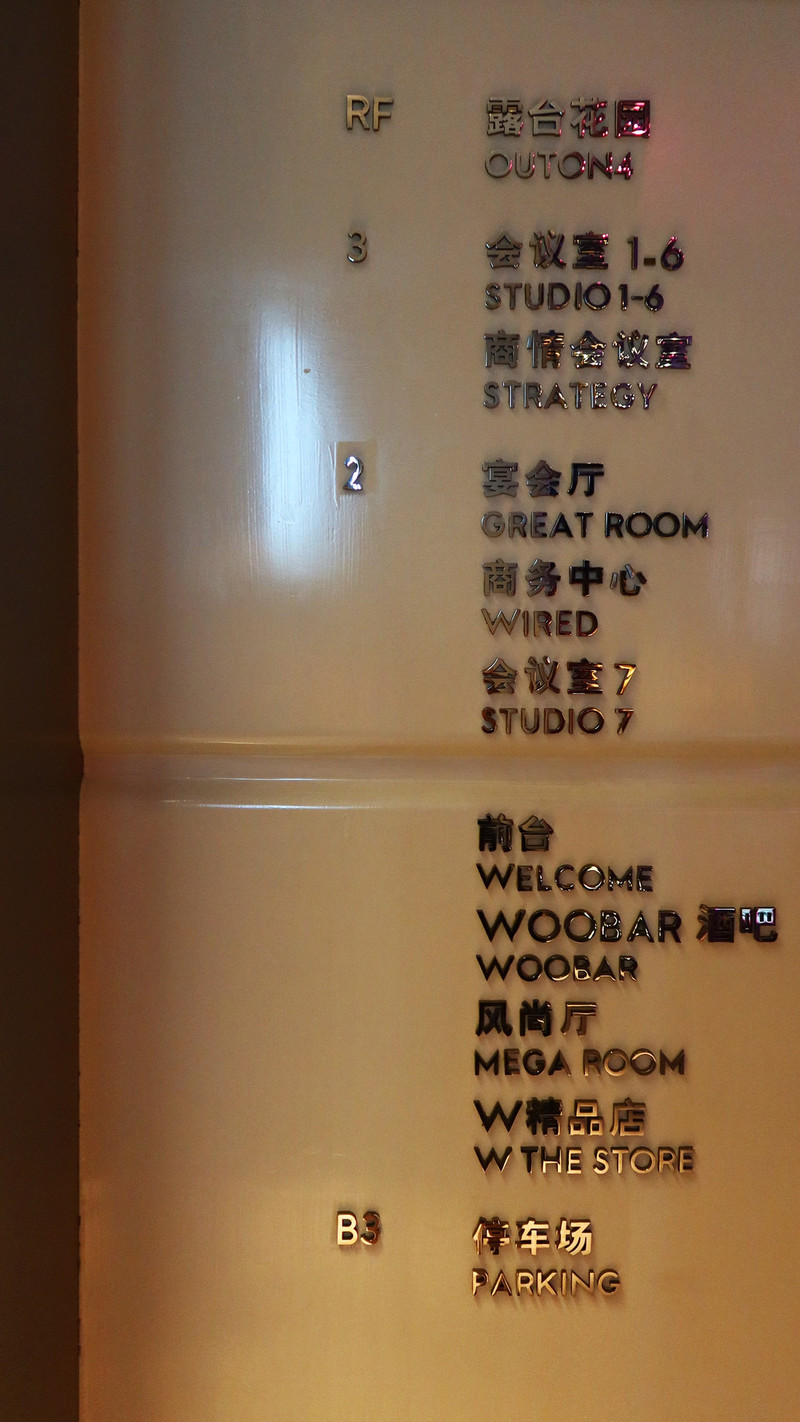 RF 露台花园
OUTON4
3 会议室 1-6
STUDIO 1-6
商情会议室
STRATEGY
2 宴会厅
GREAT ROOM
商务中心
WIRED
会议室 7
STUDIO 7
前台
WELCOME
WOOBAR 酒吧
WOOBAR
风尚厅
MEGA ROOM
W 精品店
W THE STORE
B3 停车场
PARKING